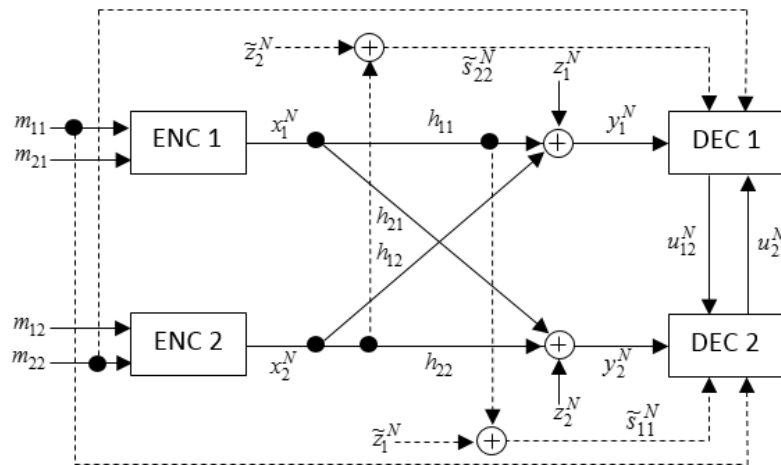 z̃₂ᴺ + s̃₂₂ᴺ z₁ᴺ
m₁₁ ENC 1 x₁ᴺ h₁₁ + y₁ᴺ DEC 1
m₂₁
h₂₁
h₁₂
u₁₂ᴺ u₂ᴺ
m₁₂ ENC 2 x₂ᴺ h₂₂ + y₂ᴺ DEC 2
m₂₂
z₂ᴺ
z̃₁ᴺ + s̃₁₁ᴺ